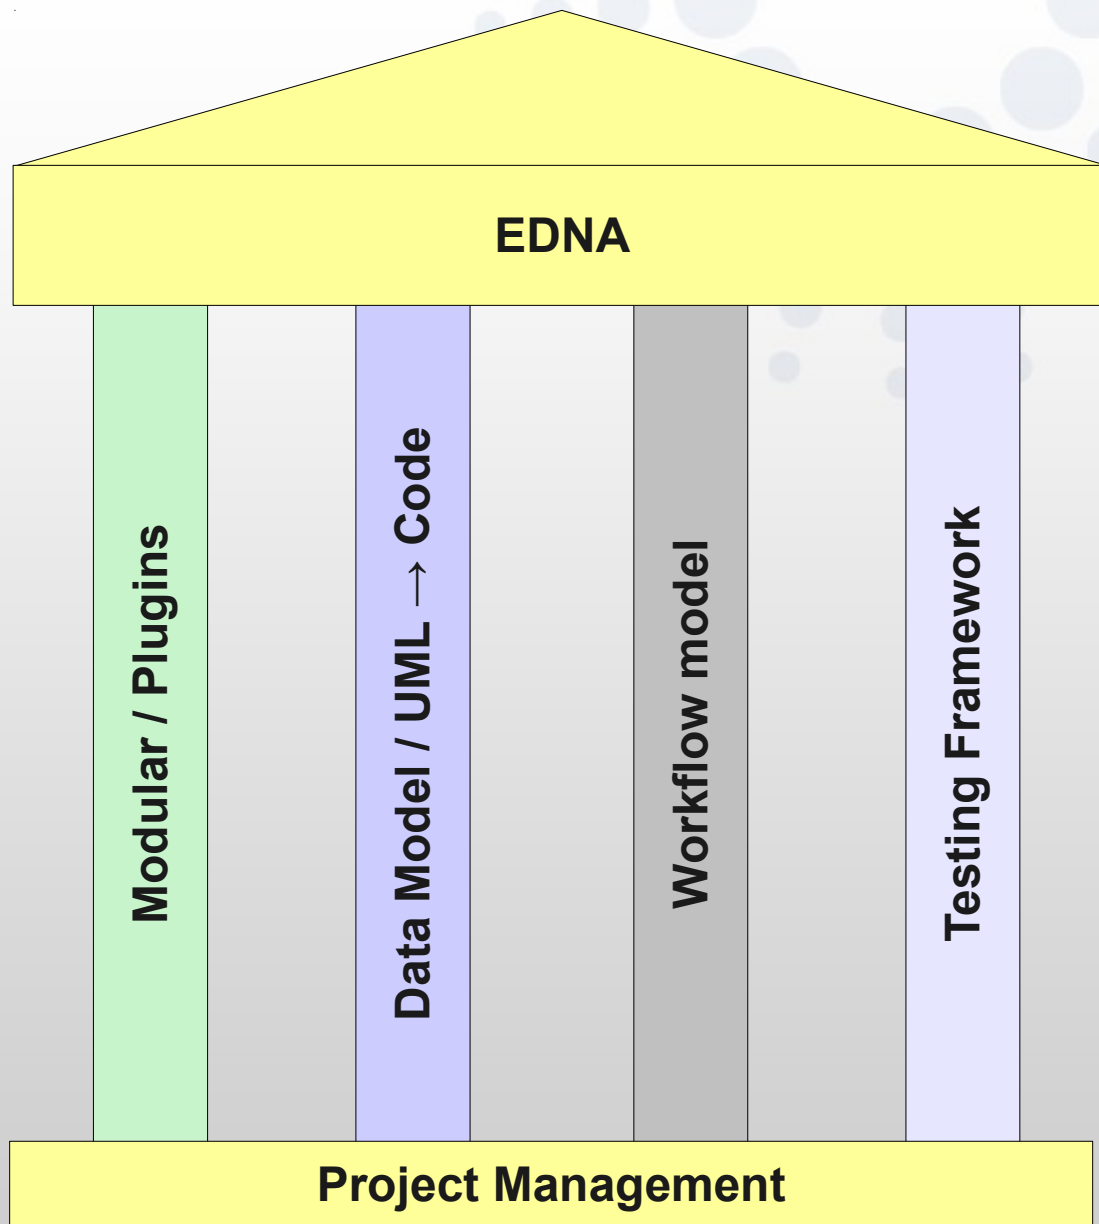 EDNA
Modular / Plugins
Data Model / UML → Code
Workflow model
Testing Framework
Project Management